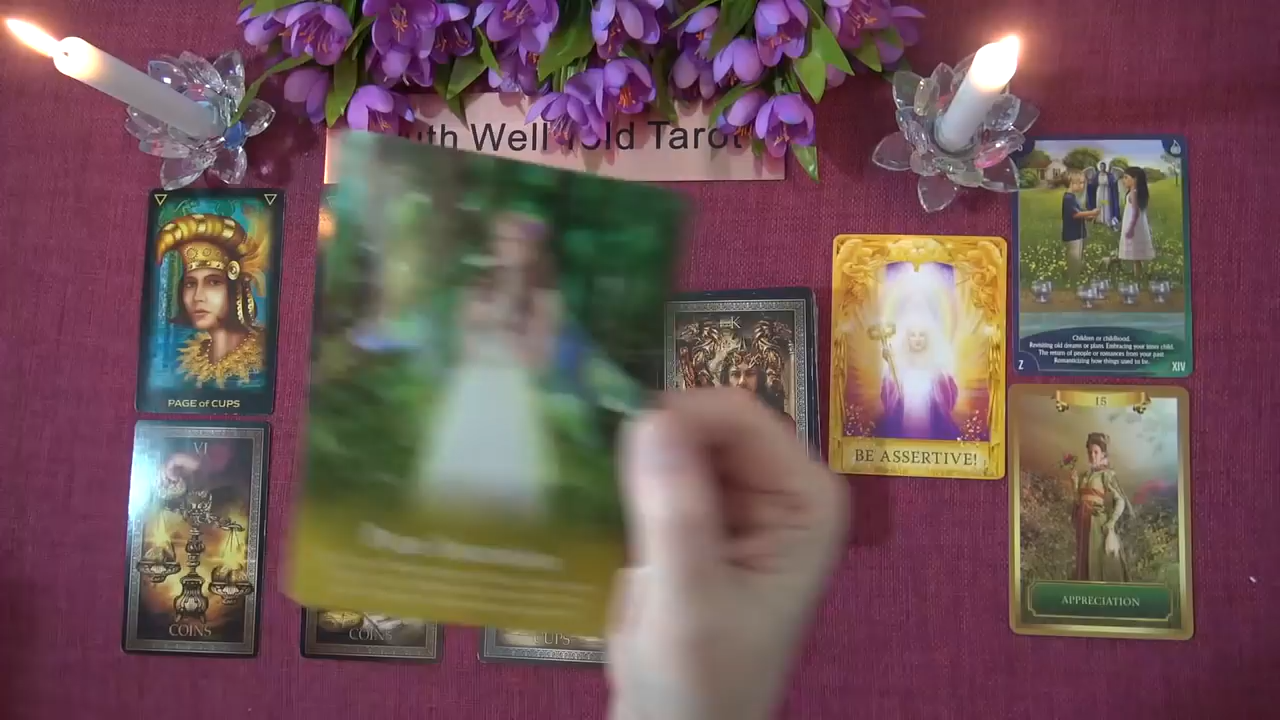 uth Well Told Tarot
PAGE of CUPS
VI
COINS
COINS
CUPS
K
BE ASSERTIVE!
Children or childhood.
Revisiting old dreams or plans. Embracing your inner child.
The return of people or romances from your past.
Romanticizing how things used to be.
Z
XIV
15
APPRECIATION